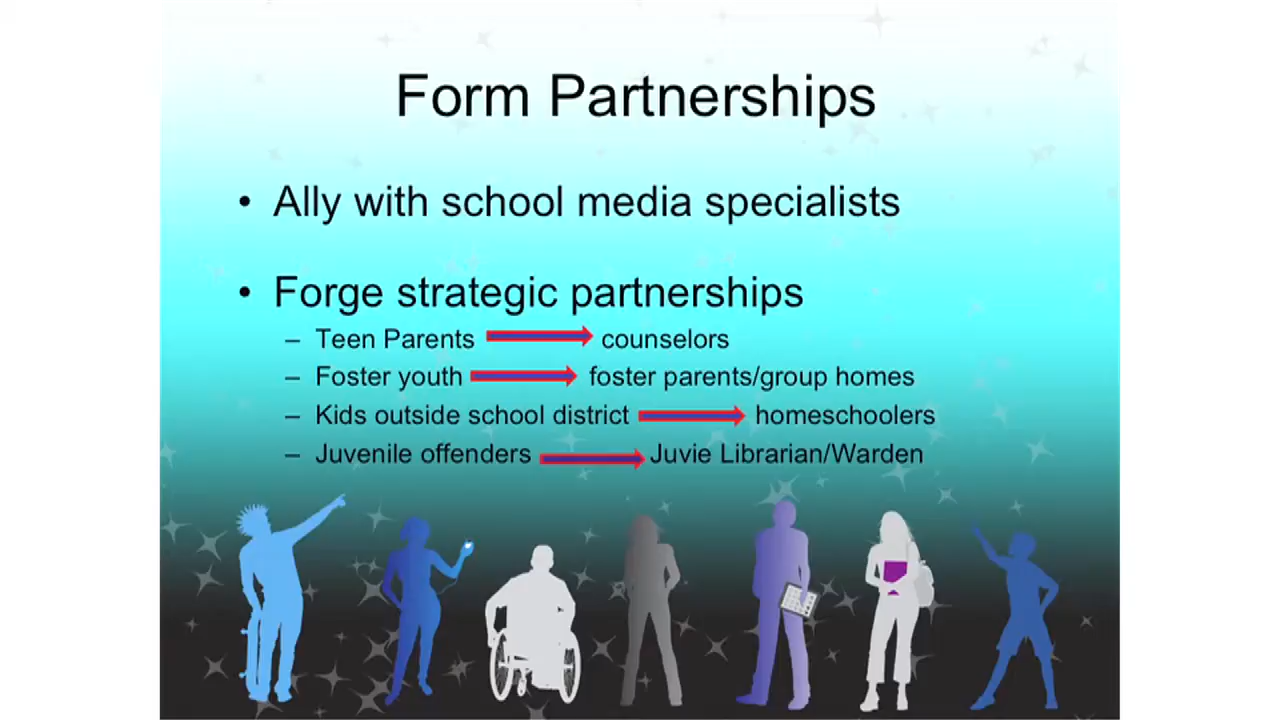 Form Partnerships
• Ally with school media specialists
• Forge strategic partnerships
– Teen Parents counselors
– Foster youth foster parents/group homes
– Kids outside school district homeschoolers
– Juvenile offenders Juvie Librarian/Warden